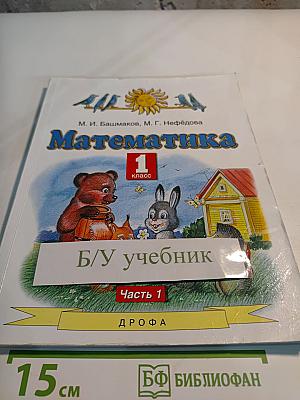 М. И. Башмаков, М. Г. Нефёдова
Математика
1
класс
Б/У учебник
Часть 1
ДРОФА
15 см
БФ БИБЛИОФАН